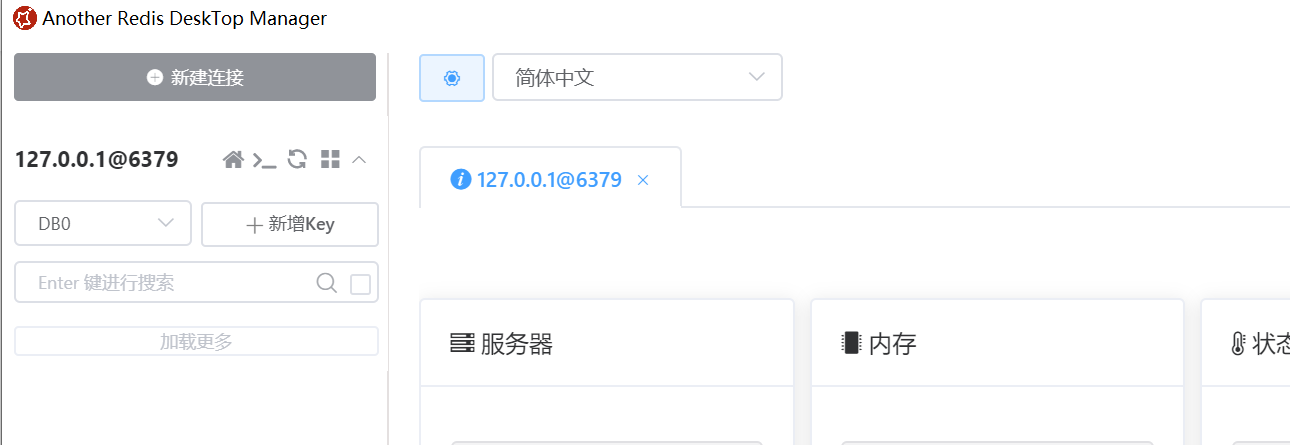 Another Redis DeskTop Manager
新建连接
简体中文
127.0.0.1@6379
127.0.0.1@6379
DB0
新增Key
Enter 键进行搜索
加载更多
服务器
内存
状态